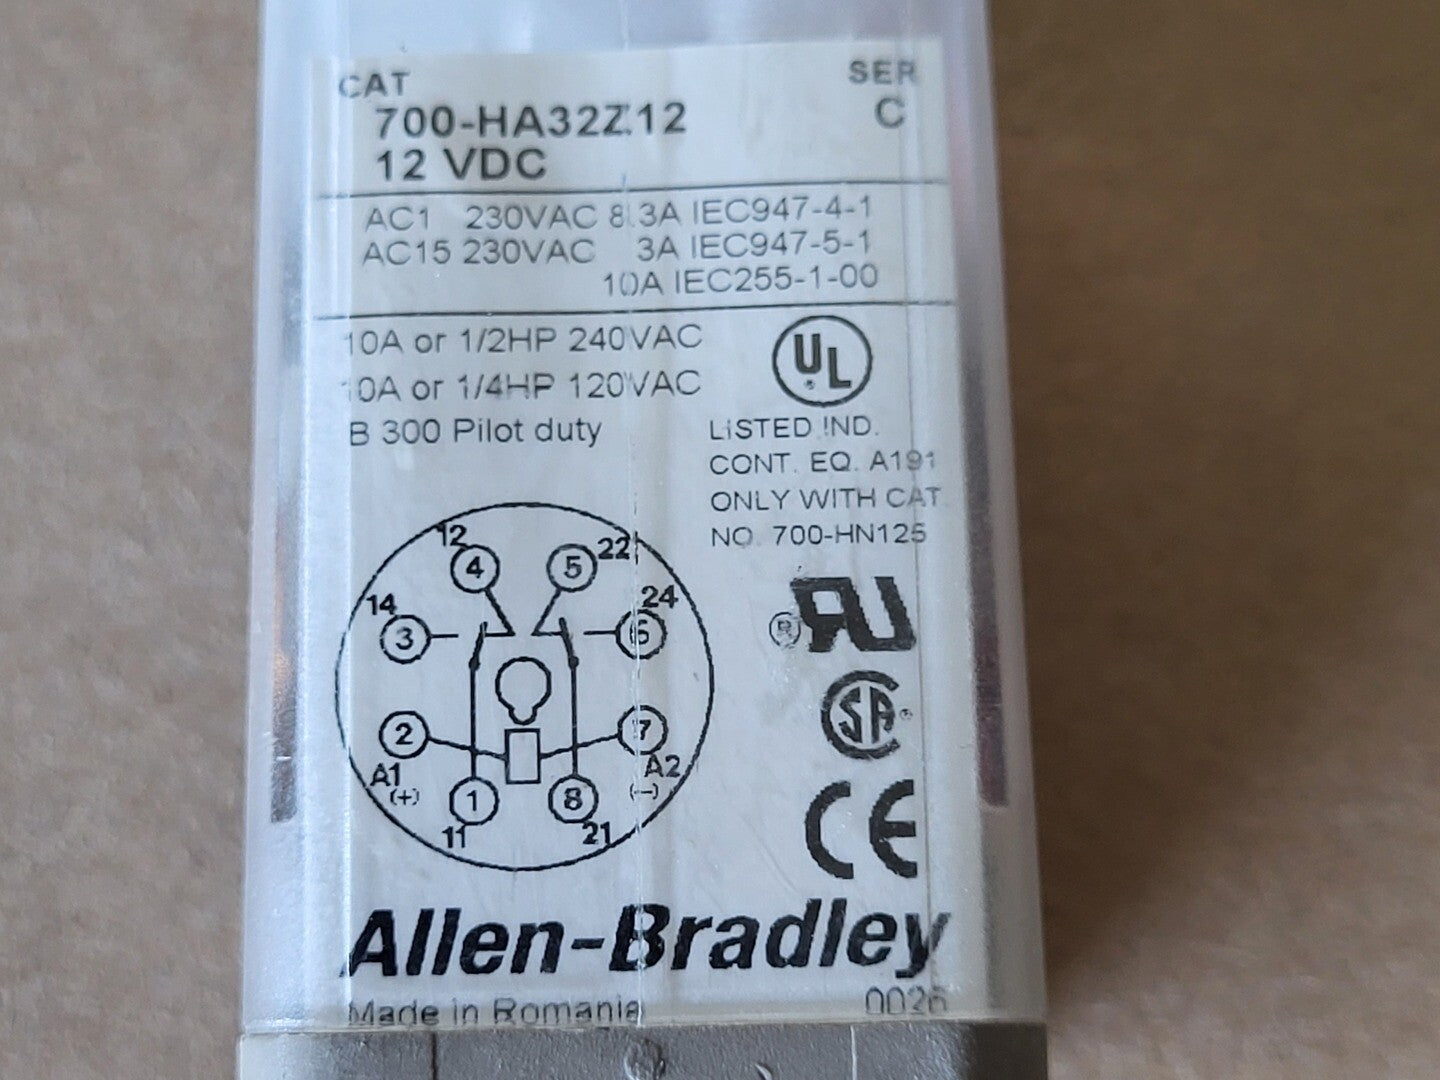 CAT SER
700-HA32Z12 C
12 VDC
AC1 230VAC 8.3A IEC947-4-1
AC15 230VAC 3A IEC947-5-1
10A IEC255-1-00
10A or 1/2HP 240VAC
10A or 1/4HP 120VAC
B 300 Pilot duty
UL ®
LISTED IND.
CONT. EQ. A191
ONLY WITH CAT
NO. 700-HN125
12 22
4 5
14 24
3 6
2 7
A1 A2
(+) (−)
1 8
11 21
® RU
SA ®
CE
Allen-Bradley
Made in Romania 0026